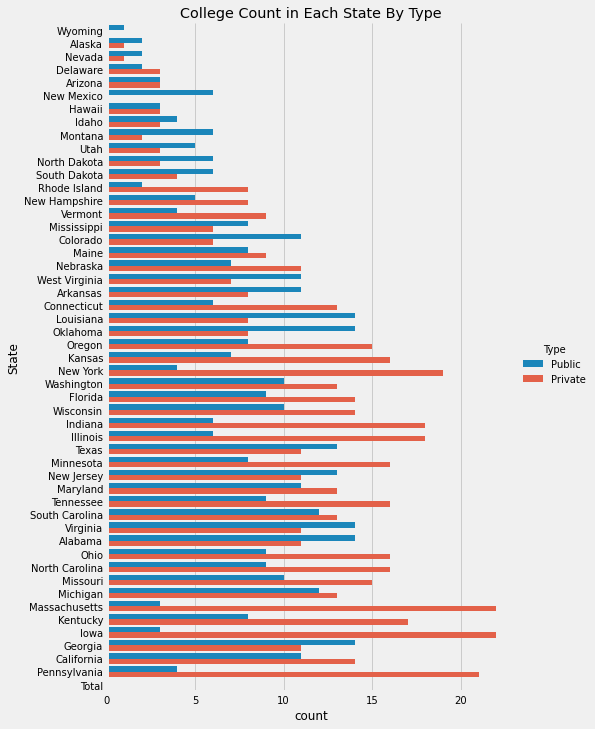 College Count in Each State By Type
Wyoming
Alaska
Nevada
Delaware
Arizona
New Mexico
Hawaii
Idaho
Montana
Utah
North Dakota
South Dakota
Rhode Island
New Hampshire
Vermont
Mississippi
Colorado
Maine
Nebraska
West Virginia
Arkansas
Connecticut
Louisiana
Oklahoma
Oregon
Kansas
New York
Washington
Florida
Wisconsin
Indiana
Illinois
Texas
Minnesota
New Jersey
Maryland
Tennessee
South Carolina
Virginia
Alabama
Ohio
North Carolina
Missouri
Michigan
Massachusetts
Kentucky
Iowa
Georgia
California
Pennsylvania
Total
State
0 5 10 15 20
count
Type
Public
Private